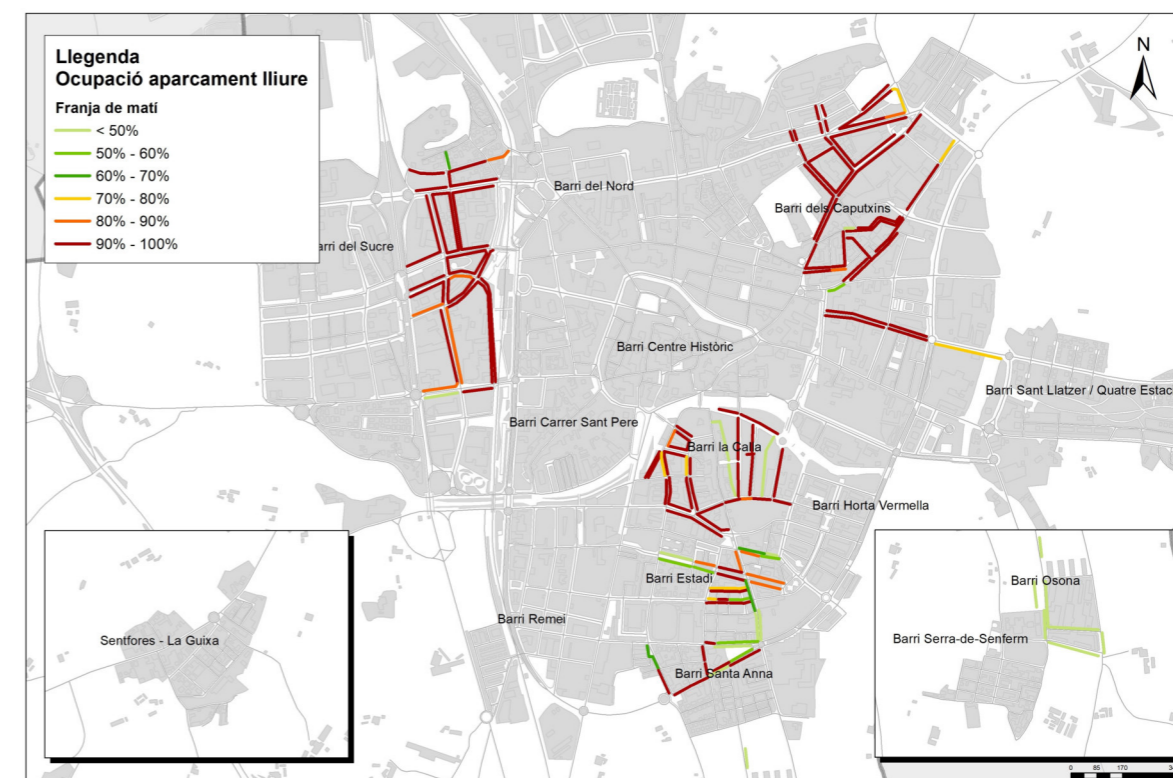 Llegenda
Ocupació aparcament lliure
Franja de matí
< 50%
50% - 60%
60% - 70%
70% - 80%
80% - 90%
90% - 100%
N
Barri del Nord
Barri dels Caputxins
arri del Sucre
Barri Centre Històric
Barri Sant Llatzer / Quatre Estac
Barri Carrer Sant Pere
Barri la Calla
Barri Horta Vermella
Barri Estadi
Barri Osona
Barri Remei
Sentfores - La Guixa
Barri Serra-de-Senferm
Barri Santa Anna
0 85 170 34